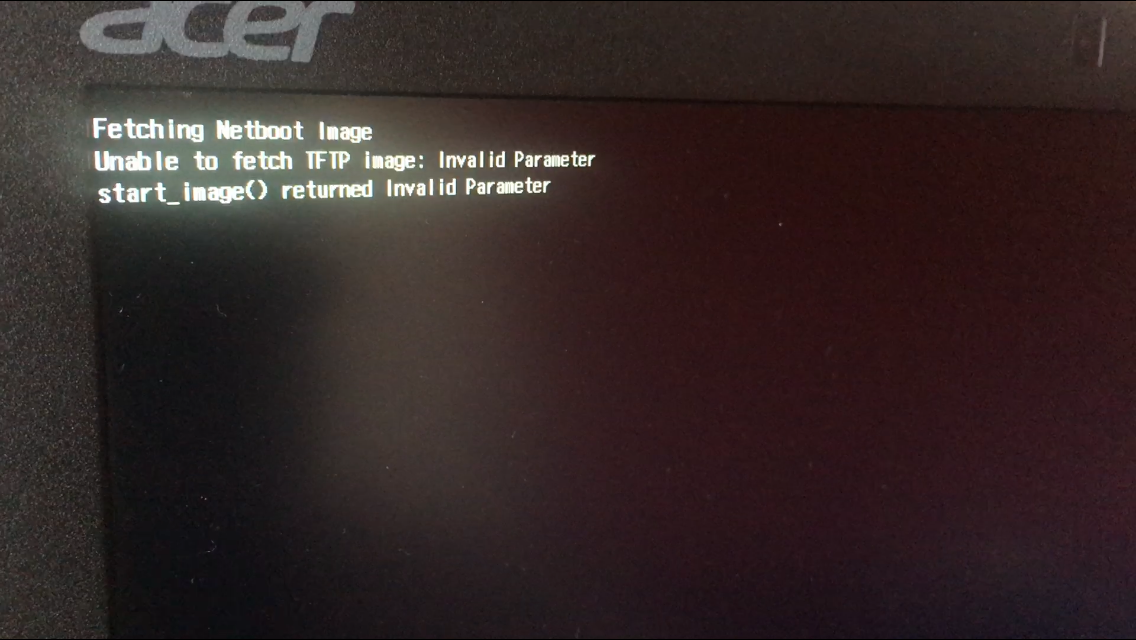 acer
Fetching Netboot Image
Unable to fetch TFTP image: Invalid Parameter
start_image() returned Invalid Parameter